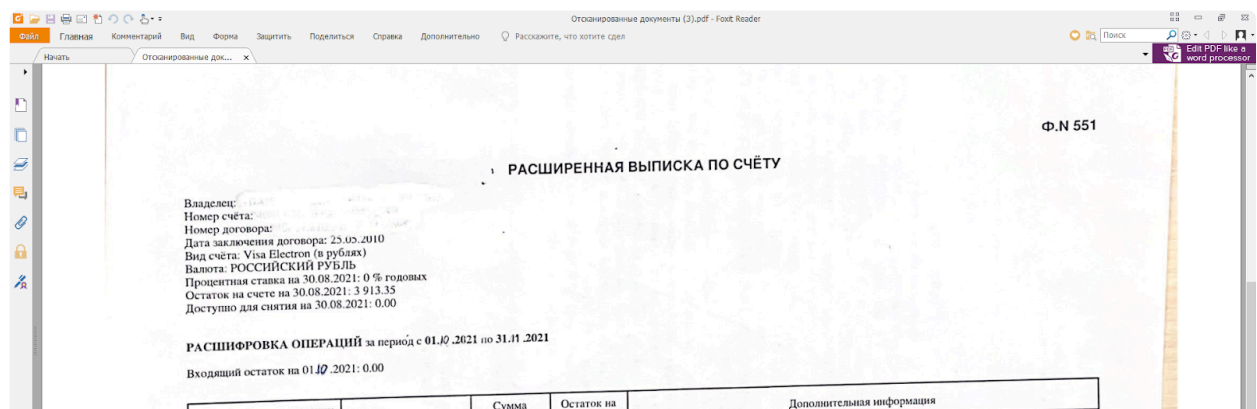 Отсканированные документы (3).pdf - Foxit Reader
Файл Главная Комментарий Вид Форма Защитить Поделиться Справка Дополнительно Расскажите, что хотите сдел Поиск
Начать Отсканированные док... x Edit PDF like a
word processor
Ф.N 551
РАСШИРЕННАЯ ВЫПИСКА ПО СЧЁТУ
Владелец:
Номер счёта:
Номер договора:
Дата заключения договора: 25.05.2010
Вид счёта: Visa Electron (в рублях)
Валюта: РОССИЙСКИЙ РУБЛЬ
Процентная ставка на 30.08.2021: 0 % годовых
Остаток на счете на 30.08.2021: 3 913.35
Доступно для снятия на 30.08.2021: 0.00
РАСШИФРОВКА ОПЕРАЦИЙ за период с 01.10.2021 по 31.11.2021
Входящий остаток на 01.10.2021: 0.00
Сумма Остаток на Дополнительная информация